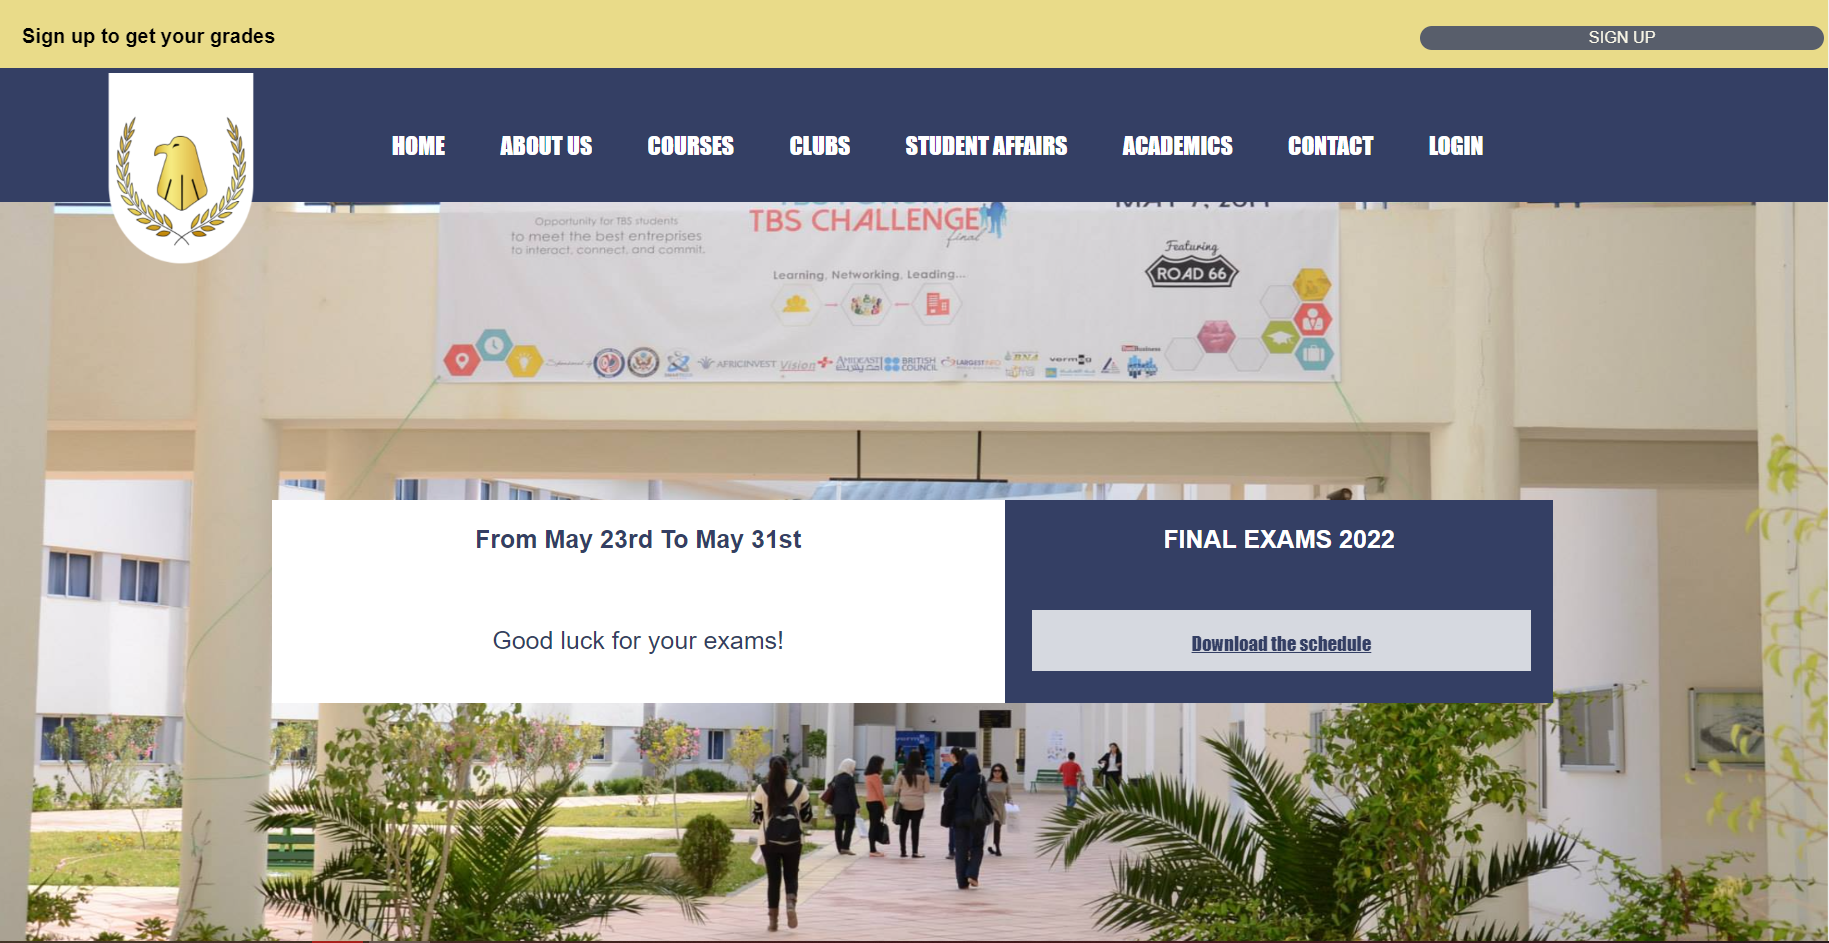 Sign up to get your grades
SIGN UP
HOME ABOUT US COURSES CLUBS STUDENT AFFAIRS ACADEMICS CONTACT LOGIN
Opportunity for TBS students
to meet the best entreprises
to interact, connect, and commit.
TBS CHALLENGE
final
Learning, Networking, Leading...
Featuring
ROAD 66
AFRICINVEST
Vision
AMIDEAST
BRITISH
COUNCIL
BNA
From May 23rd To May 31st
FINAL EXAMS 2022
Good luck for your exams!
Download the schedule